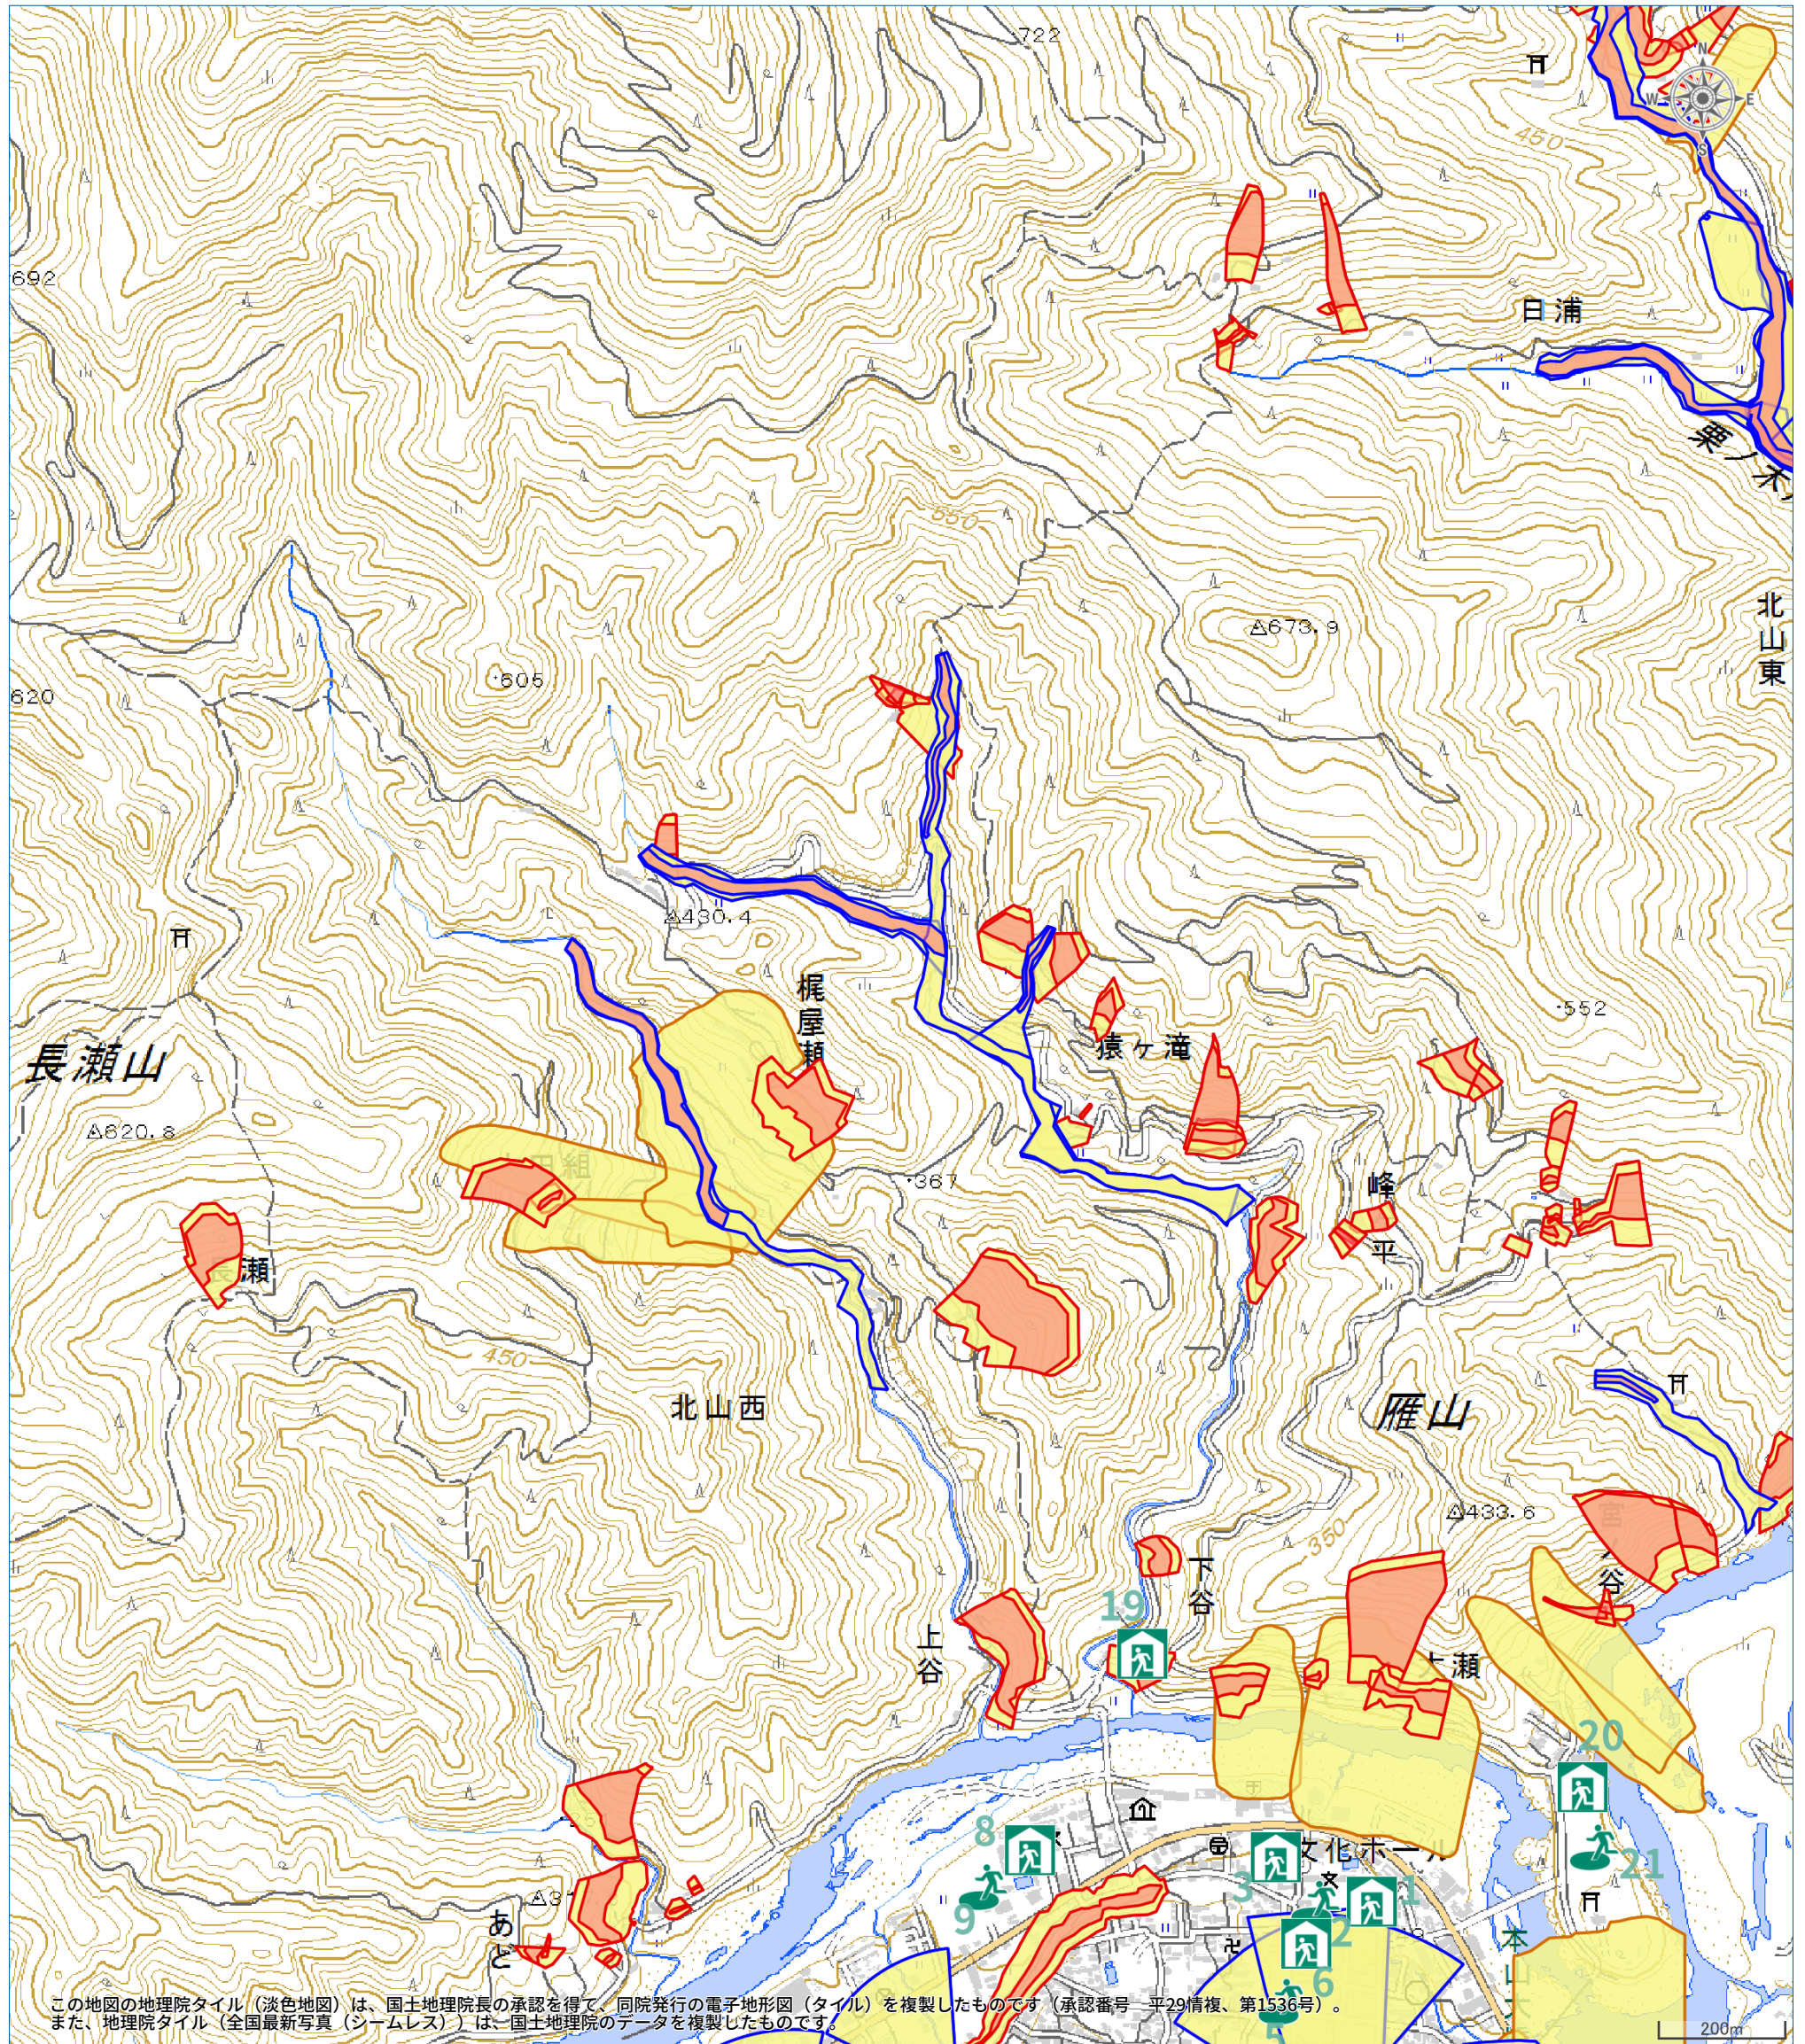 722
N
W
E
S
450
692
日浦
栗ノ木
550
673.9
北山東
605
620
430.4
梶屋瀬
552
猿ヶ滝
長瀬山
620.8
組
367
峰平
瀬
450
北山西
雁山
433.6
宮ノ谷
350
下谷
19
上谷
瀬
20
8
文化ホール
3
1
21
9
2
あど
本山
6
5
この地図の地理院タイル（淡色地図）は、国土地理院長の承認を得て、同院発行の電子地形図（タイル）を複製したものです（承認番号　平29情複、第1536号）。
また、地理院タイル（全国最新写真（シームレス））は、国土地理院のデータを複製したものです。
200m